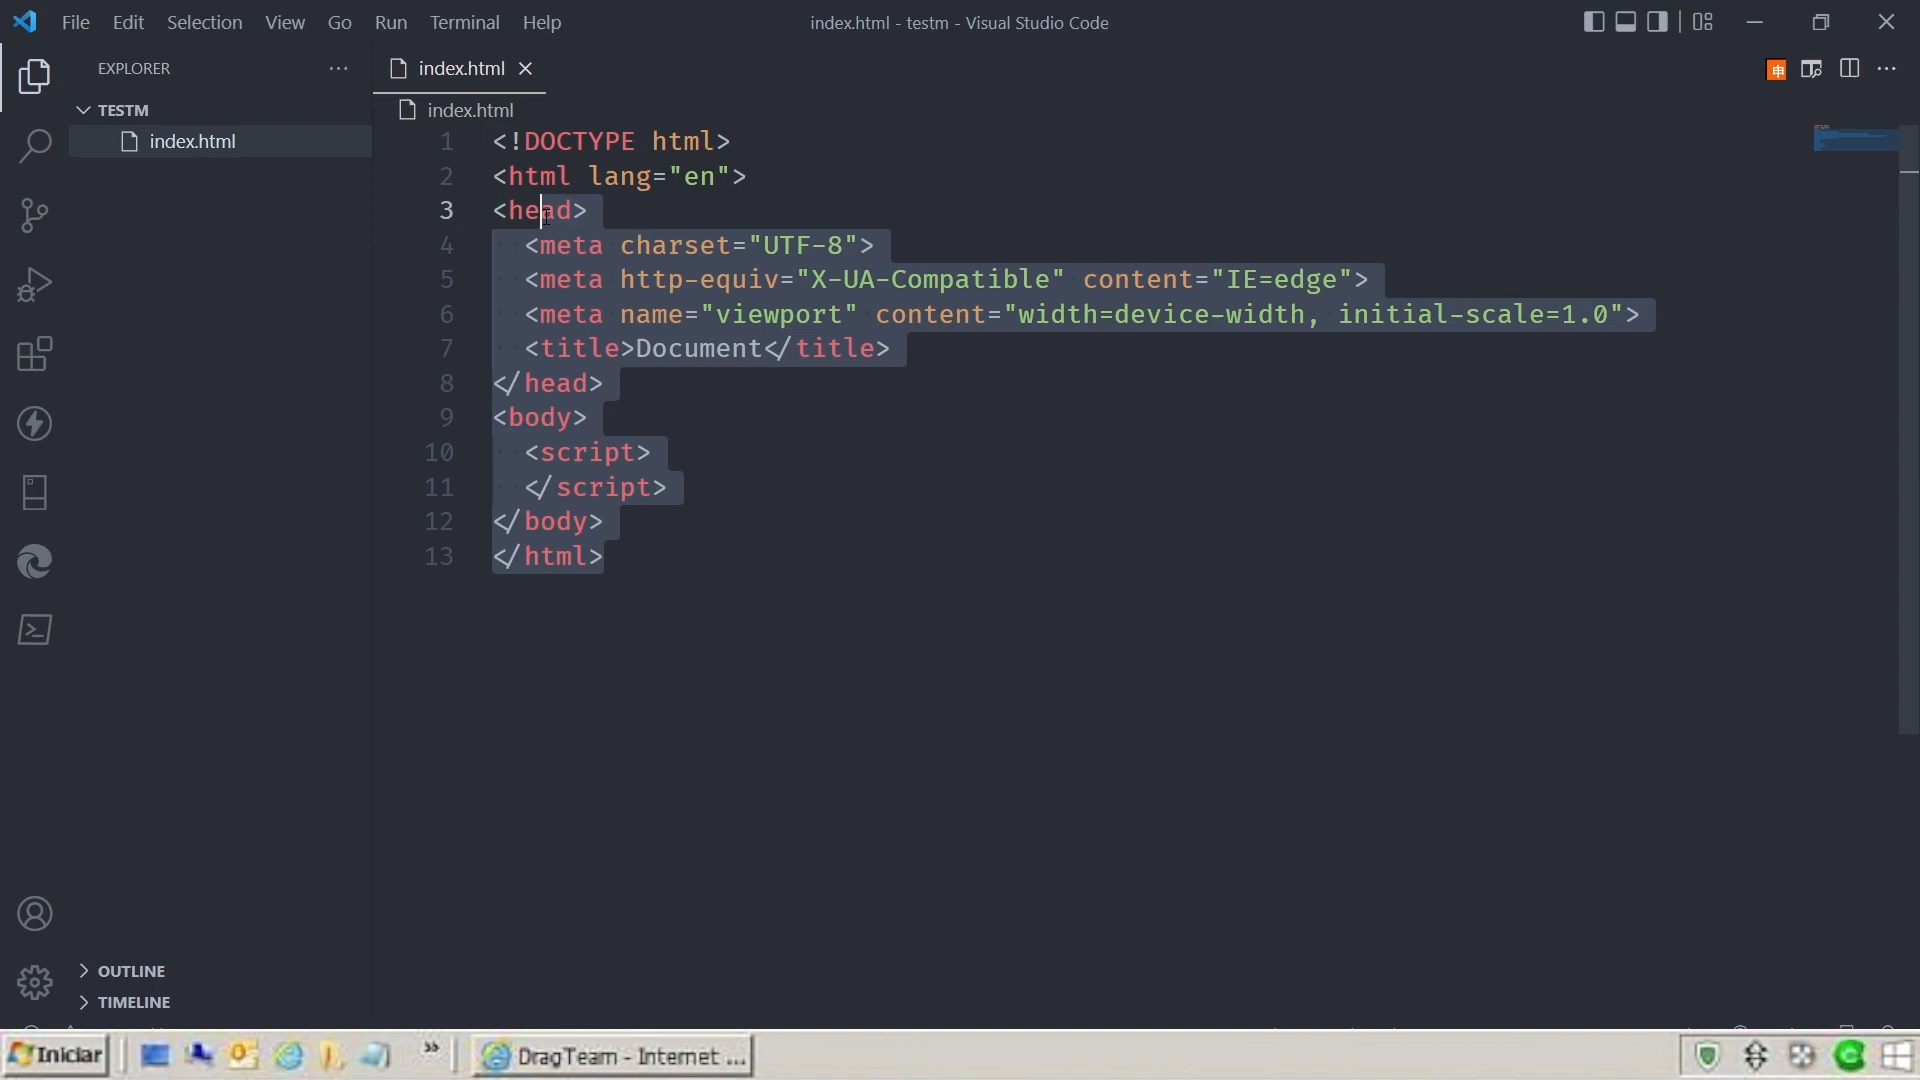 File Edit Selection View Go Run Terminal Help
index.html - testm - Visual Studio Code
EXPLORER
TESTM
index.html
index.html
index.html
1 <!DOCTYPE html>
2 <html lang="en">
3 <head>
4 <meta charset="UTF-8">
5 <meta http-equiv="X-UA-Compatible" content="IE=edge">
6 <meta name="viewport" content="width=device-width, initial-scale=1.0">
7 <title>Document</title>
8 </head>
9 <body>
10 <script>
11 </script>
12 </body>
13 </html>
OUTLINE
TIMELINE
Iniciar
DragTeam - Internet ...